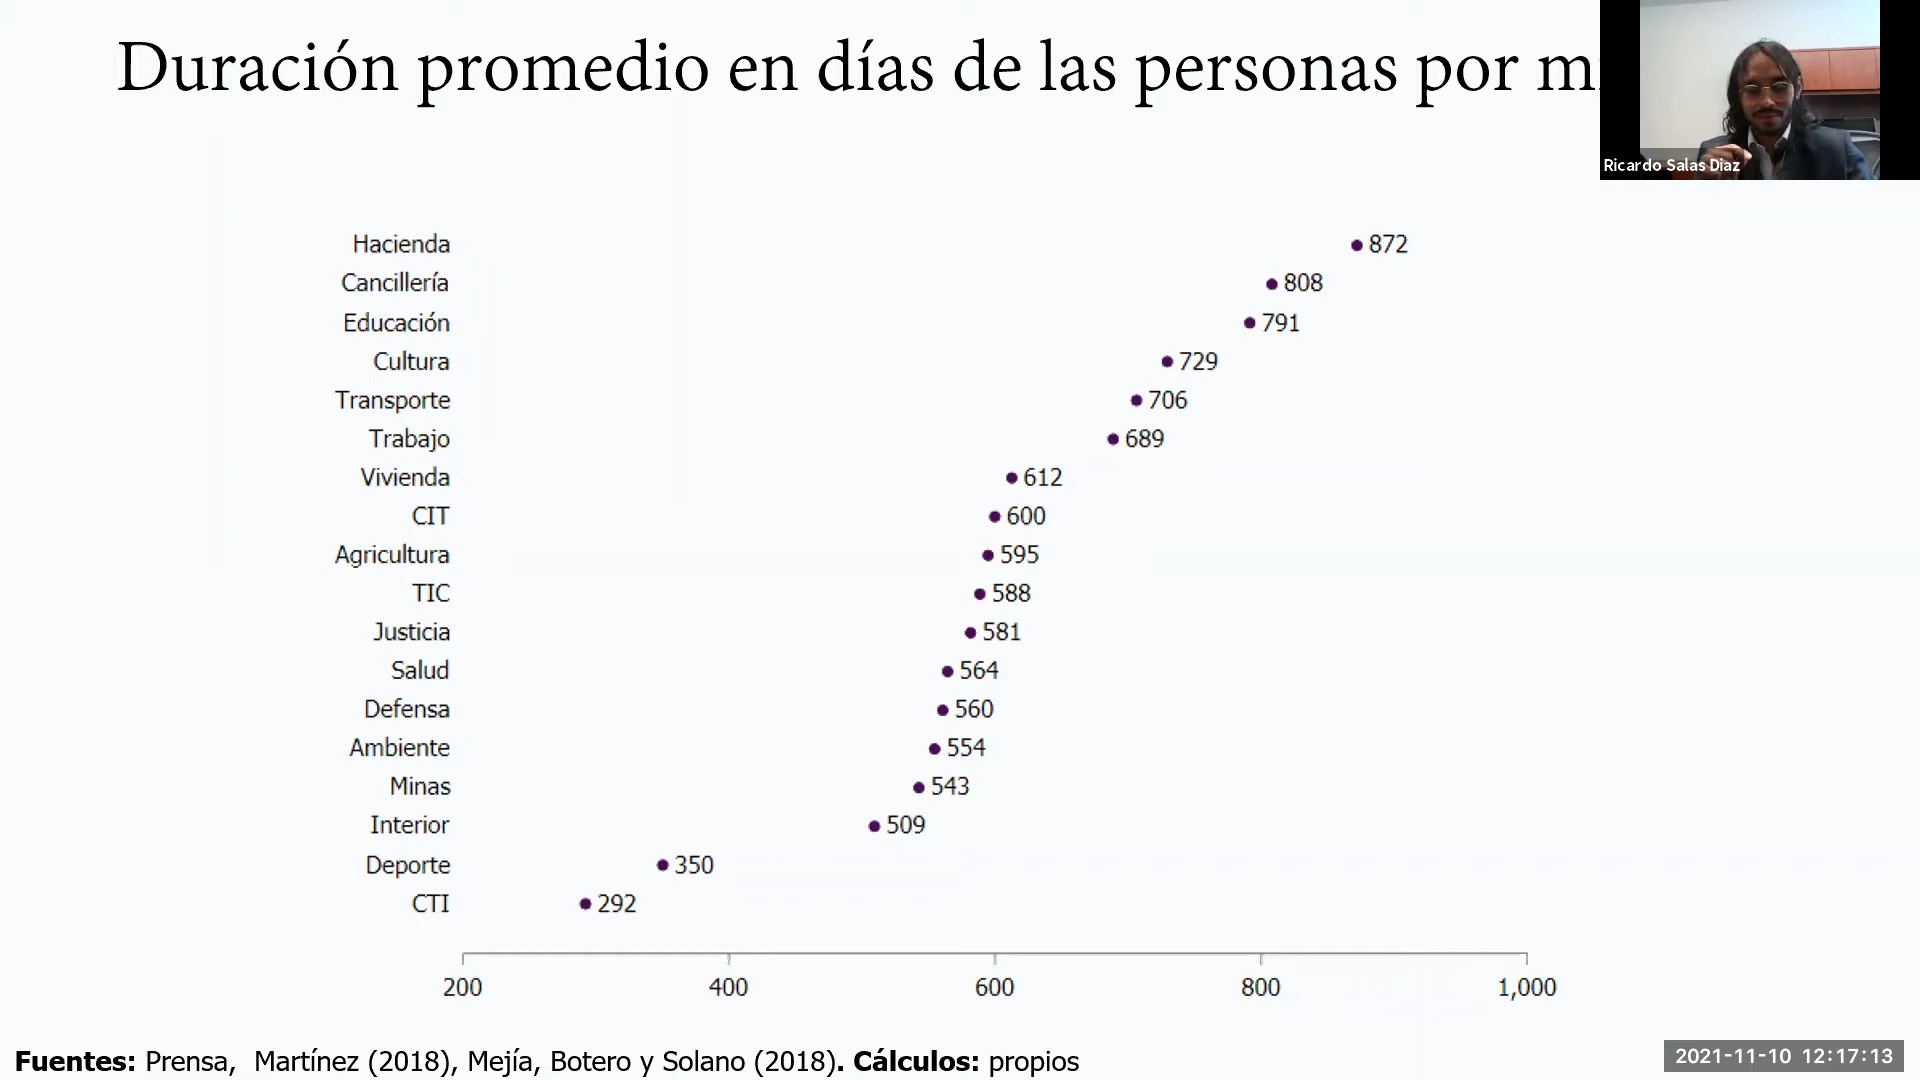 Duración promedio en días de las personas por
Ricardo Salas Diaz
Hacienda 872
Cancillería 808
Educación 791
Cultura 729
Transporte 706
Trabajo 689
Vivienda 612
CIT 600
Agricultura 595
TIC 588
Justicia 581
Salud 564
Defensa 560
Ambiente 554
Minas 543
Interior 509
Deporte 350
CTI 292
200 400 600 800 1,000
Fuentes: Prensa, Martínez (2018), Mejía, Botero y Solano (2018). Cálculos: propios
2021-11-10 12:17:13